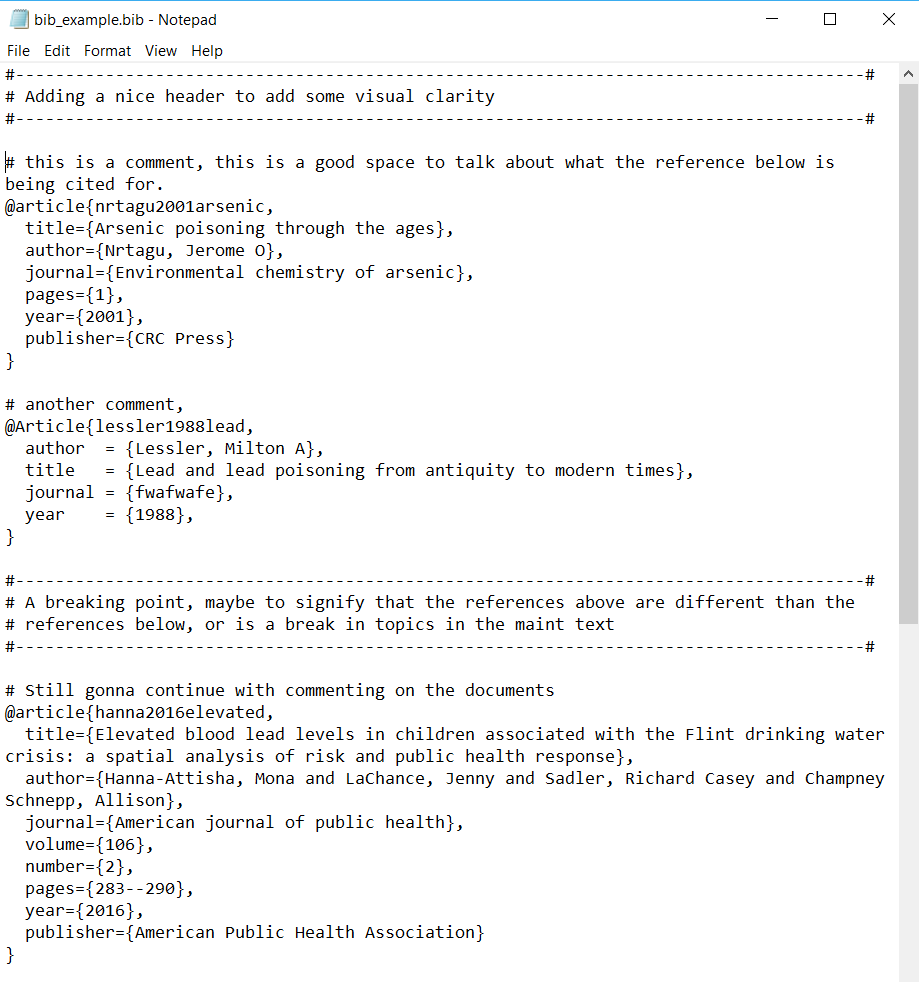 bib_example.bib - Notepad
File Edit Format View Help
#-------------------------------------------------------------------------------------#
# Adding a nice header to add some visual clarity
#-------------------------------------------------------------------------------------#
# this is a comment, this is a good space to talk about what the reference below is
being cited for.
@article{nrtagu2001arsenic,
  title={Arsenic poisoning through the ages},
  author={Nrtagu, Jerome O},
  journal={Environmental chemistry of arsenic},
  pages={1},
  year={2001},
  publisher={CRC Press}
}
# another comment,
@Article{lessler1988lead,
  author  = {Lessler, Milton A},
  title   = {Lead and lead poisoning from antiquity to modern times},
  journal = {fwafwafe},
  year    = {1988},
}
#-------------------------------------------------------------------------------------#
# A breaking point, maybe to signify that the references above are different than the
# references below, or is a break in topics in the maint text
#-------------------------------------------------------------------------------------#
# Still gonna continue with commenting on the documents
@article{hanna2016elevated,
  title={Elevated blood lead levels in children associated with the Flint drinking water
crisis: a spatial analysis of risk and public health response},
  author={Hanna-Attisha, Mona and LaChance, Jenny and Sadler, Richard Casey and Champney
Schnepp, Allison},
  journal={American journal of public health},
  volume={106},
  number={2},
  pages={283--290},
  year={2016},
  publisher={American Public Health Association}
}